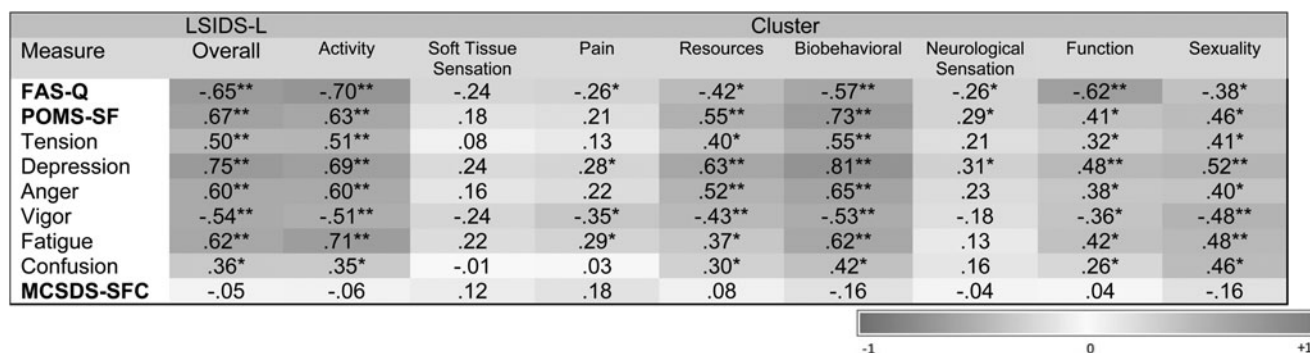 LSIDS-L Cluster
Measure Overall Activity Soft Tissue Sensation Pain Resources Biobehavioral Neurological Sensation Function Sexuality
FAS-Q -.65** -.70** -.24 -.26* -.42* -.57** -.26* -.62** -.38*
POMS-SF .67** .63** .18 .21 .55** .73** .29* .41* .46*
Tension .50** .51** .08 .13 .40* .55** .21 .32* .41*
Depression .75** .69** .24 .28* .63** .81** .31* .48** .52**
Anger .60** .60** .16 .22 .52** .65** .23 .38* .40*
Vigor -.54** -.51** -.24 -.35* -.43** -.53** -.18 -.36* -.48**
Fatigue .62** .71** .22 .29* .37* .62** .13 .42* .48**
Confusion .36* .35* -.01 .03 .30* .42* .16 .26* .46*
MCSDS-SFC -.05 -.06 .12 .18 .08 -.16 -.04 .04 -.16
-1 0 +1